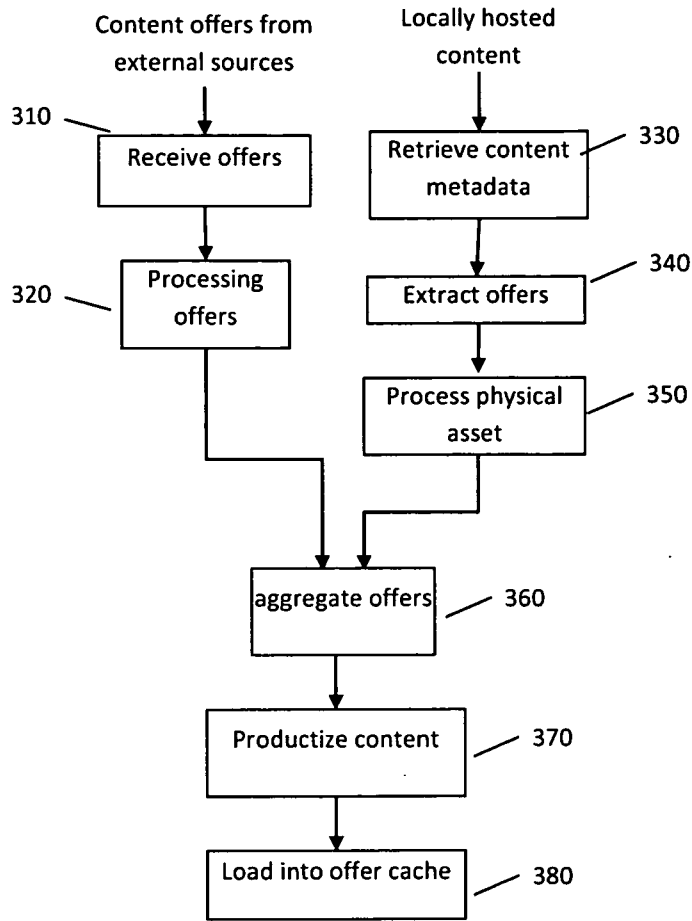 Content offers from
external sources
Locally hosted
content
310
Receive offers
Retrieve content
metadata
330
320
Processing
offers
Extract offers
340
Process physical
asset
350
aggregate offers
360
Productize content
370
Load into offer cache
380